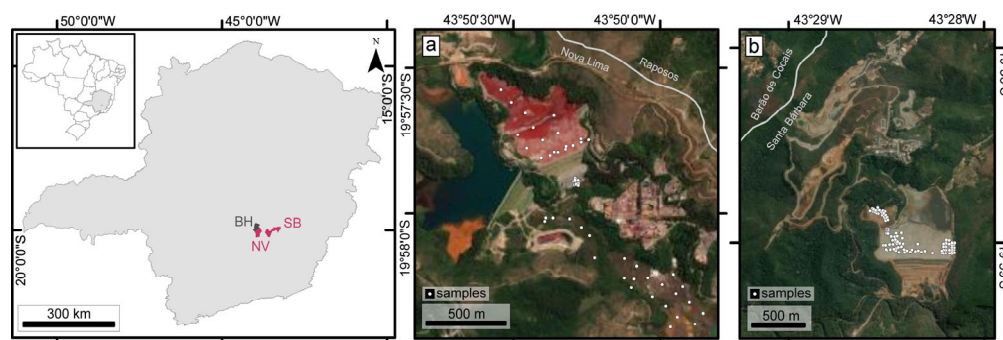 50°0'0"W
45°0'0"W
N
15°0'0"S
20°0'0"S
BH
NV
SB
300 km
43°50'30"W
43°50'0"W
a
Nova Lima
Raposos
19°57'30"S
19°58'0"S
samples
500 m
43°29'W
43°28'W
b
Barão de Cocais
Santa Bárbara
samples
500 m